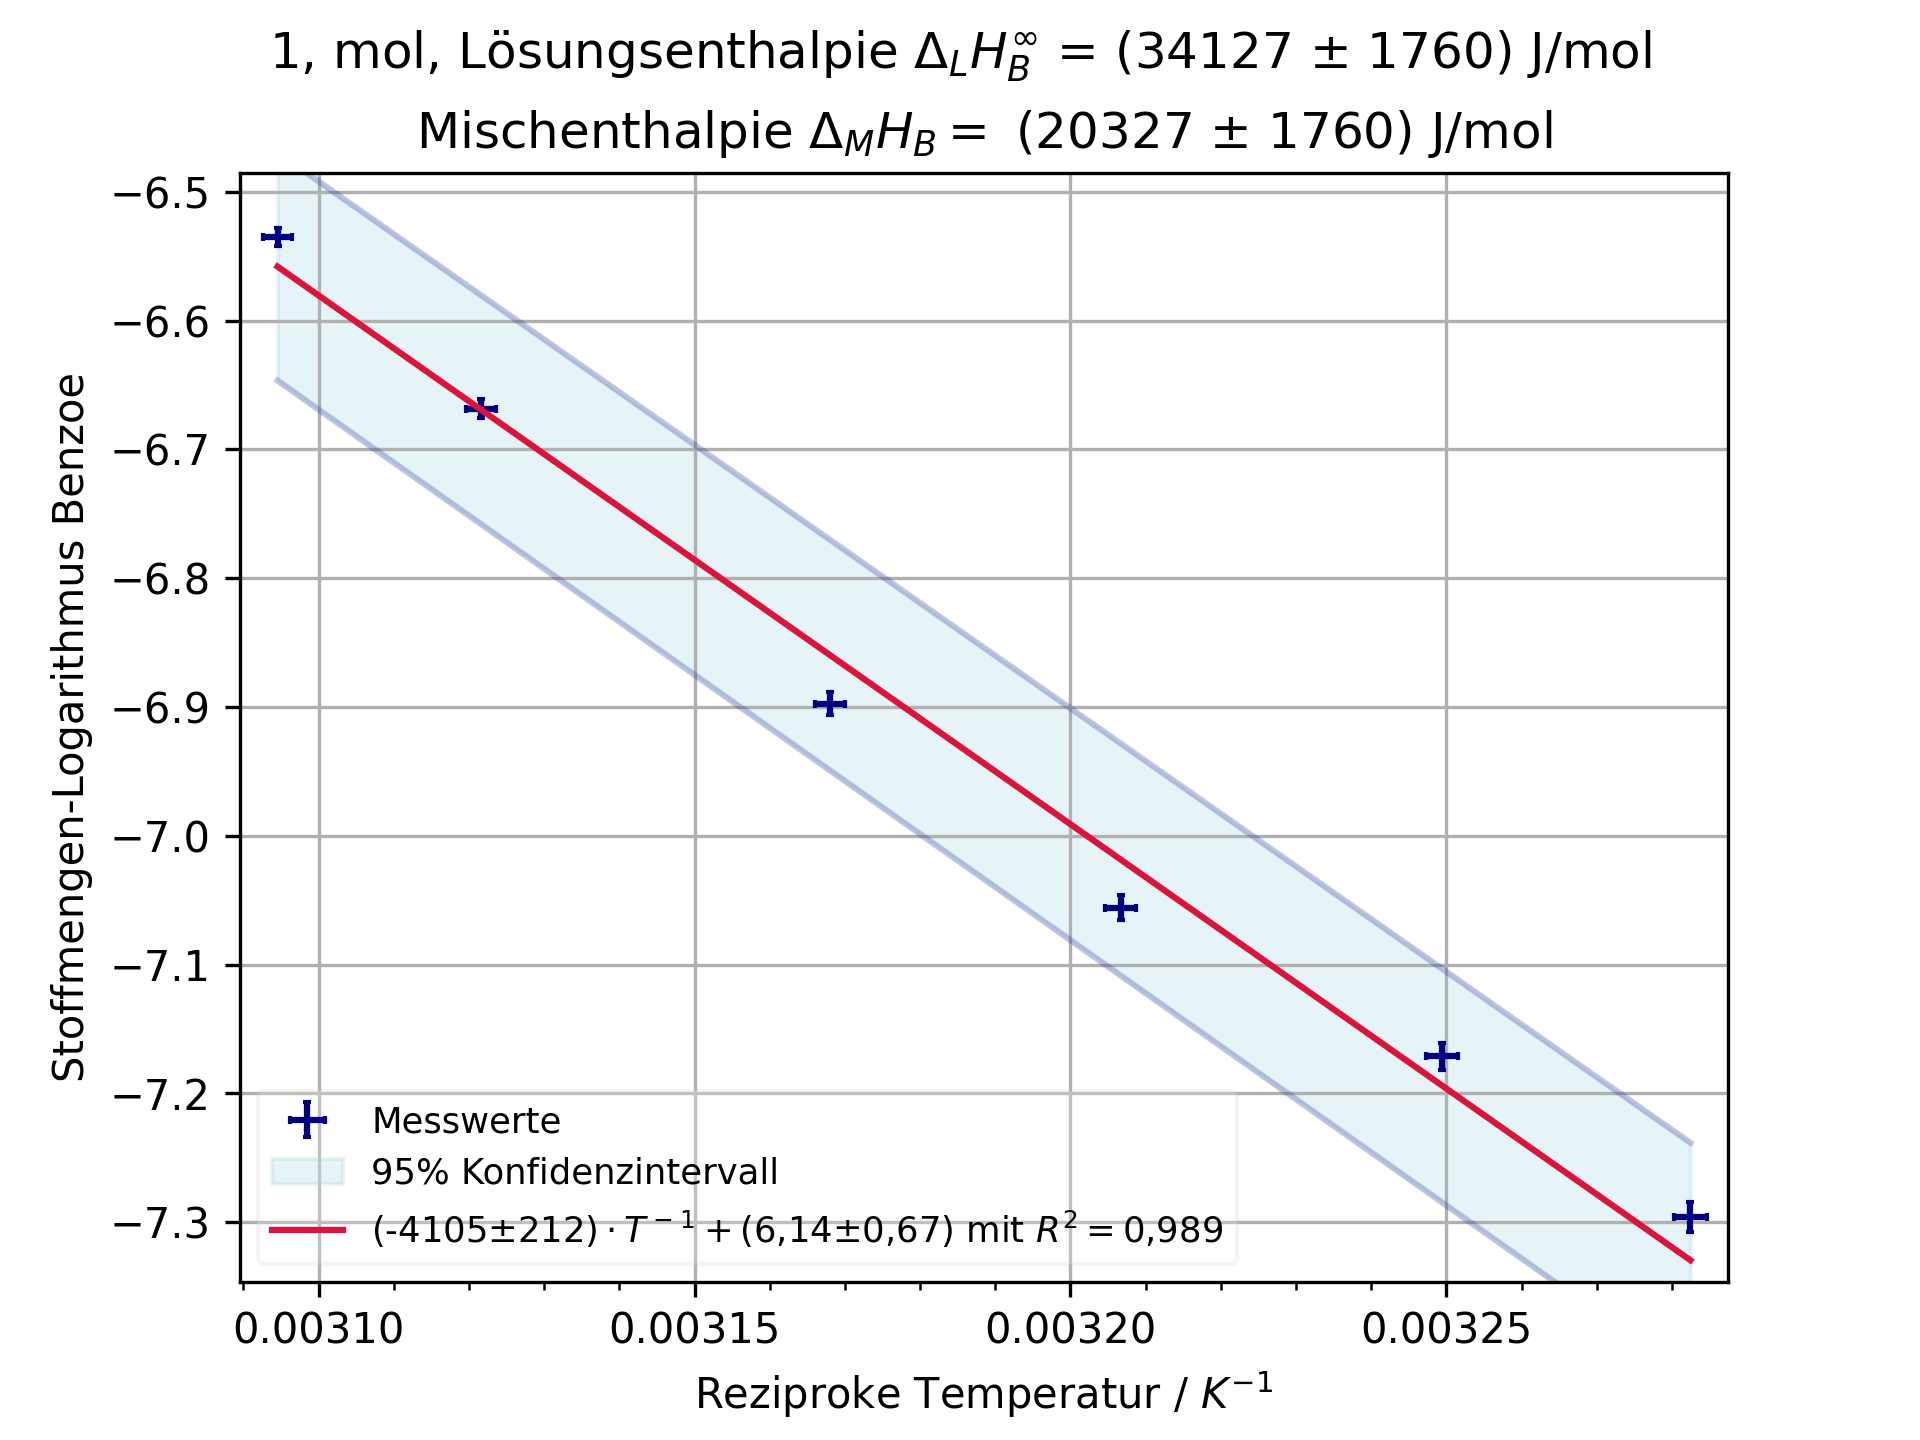 1, mol, Lösungsenthalpie Δ_L H_B^∞ = (34127 ± 1760) J/mol
Mischenthalpie Δ_M H_B = (20327 ± 1760) J/mol
Stoffmengen-Logarithmus Benzoe
−6.5
−6.6
−6.7
−6.8
−6.9
−7.0
−7.1
−7.2
−7.3
Messwerte
95% Konfidenzintervall
(-4105±212) · T⁻¹ + (6,14±0,67) mit R² = 0,989
0.00310 0.00315 0.00320 0.00325
Reziproke Temperatur / K⁻¹